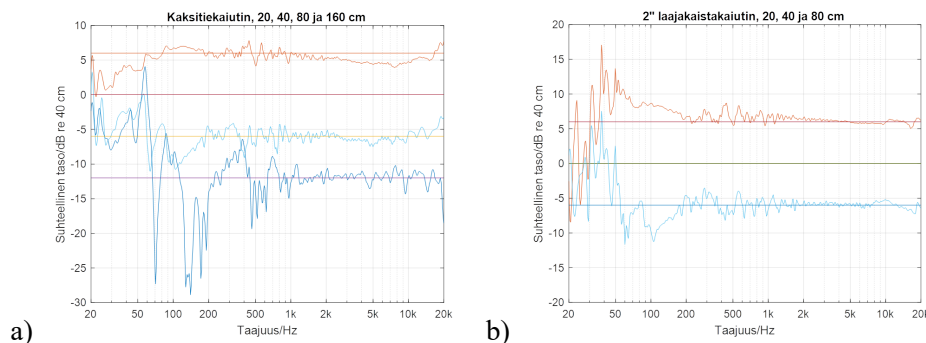 Kaksitiekaiutin, 20, 40, 80 ja 160 cm
Suhteellinen taso/dB re 40 cm
10
5
0
-5
-10
-15
-20
-25
-30
20 50 100 200 500 1k 2k 5k 10k 20k
Taajuus/Hz
a)
2" laajakaistakaiutin, 20, 40 ja 80 cm
Suhteellinen taso/dB re 40 cm
20
15
10
5
0
-5
-10
-15
-20
20 50 100 200 500 1k 2k 5k 10k 20k
Taajuus/Hz
b)